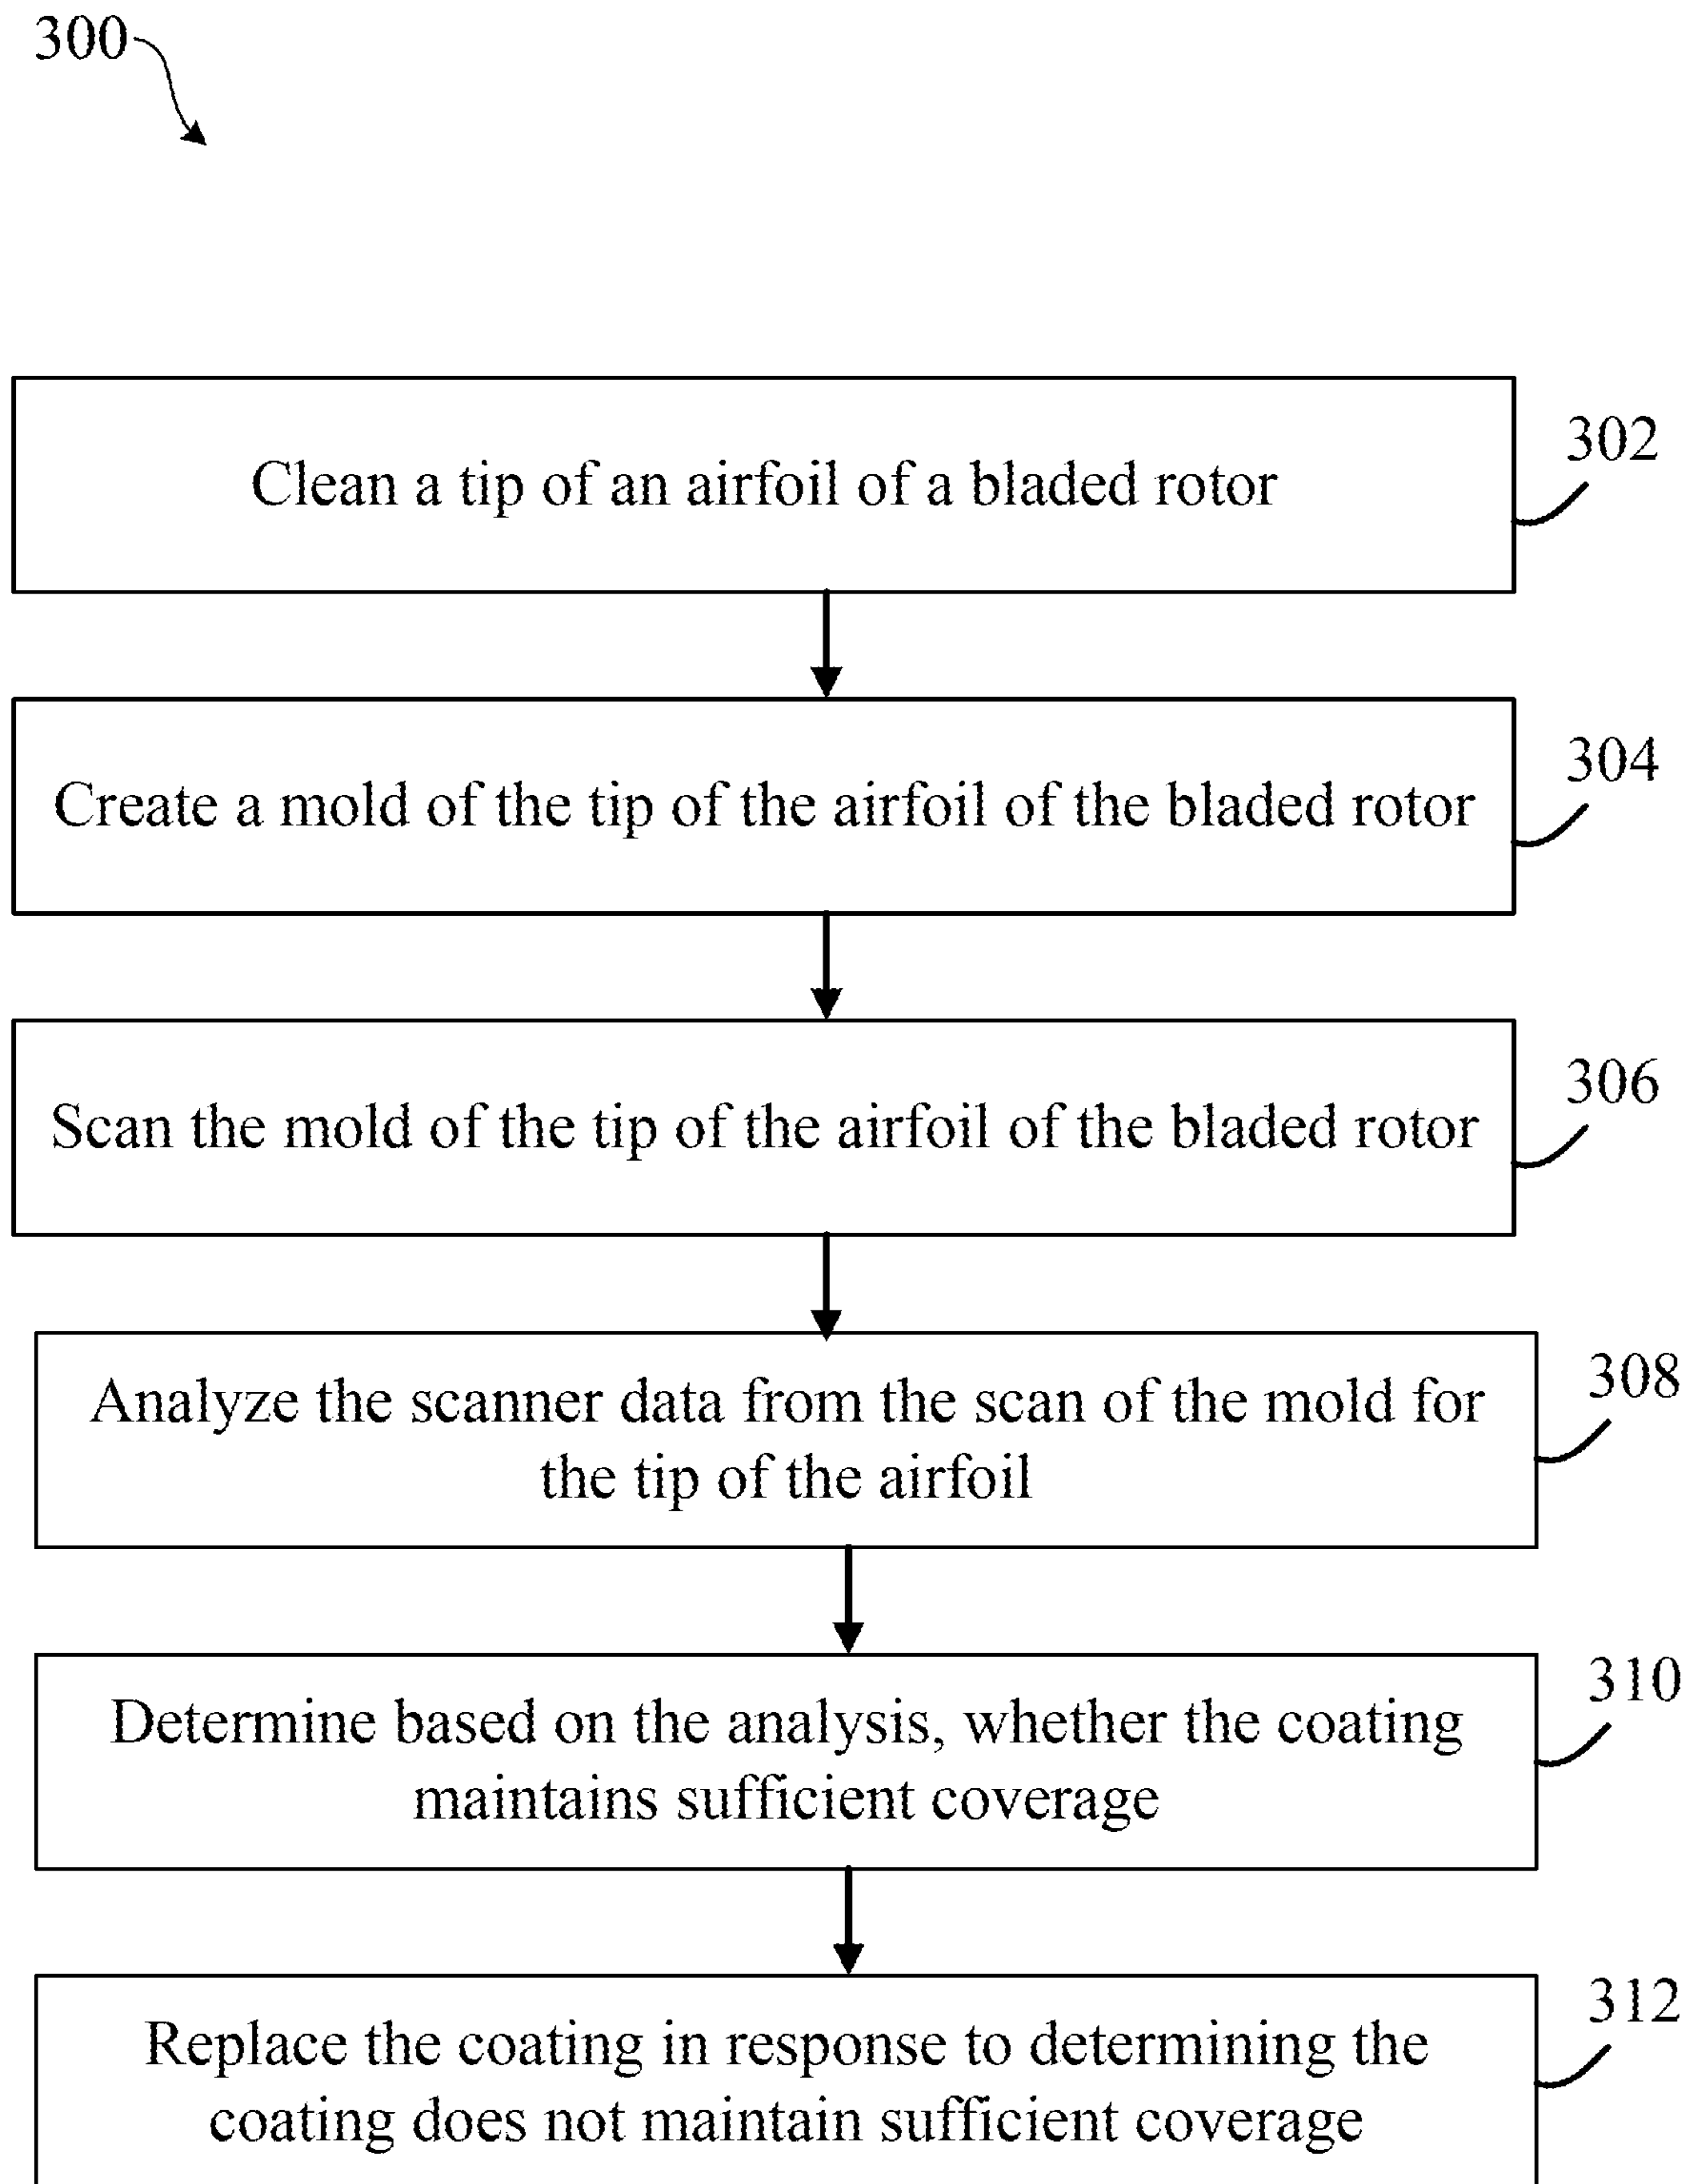 300
Clean a tip of an airfoil of a bladed rotor
302
Create a mold of the tip of the airfoil of the bladed rotor
304
Scan the mold of the tip of the airfoil of the bladed rotor
306
Analyze the scanner data from the scan of the mold for
the tip of the airfoil
308
Determine based on the analysis, whether the coating
maintains sufficient coverage
310
Replace the coating in response to determining the
coating does not maintain sufficient coverage
312